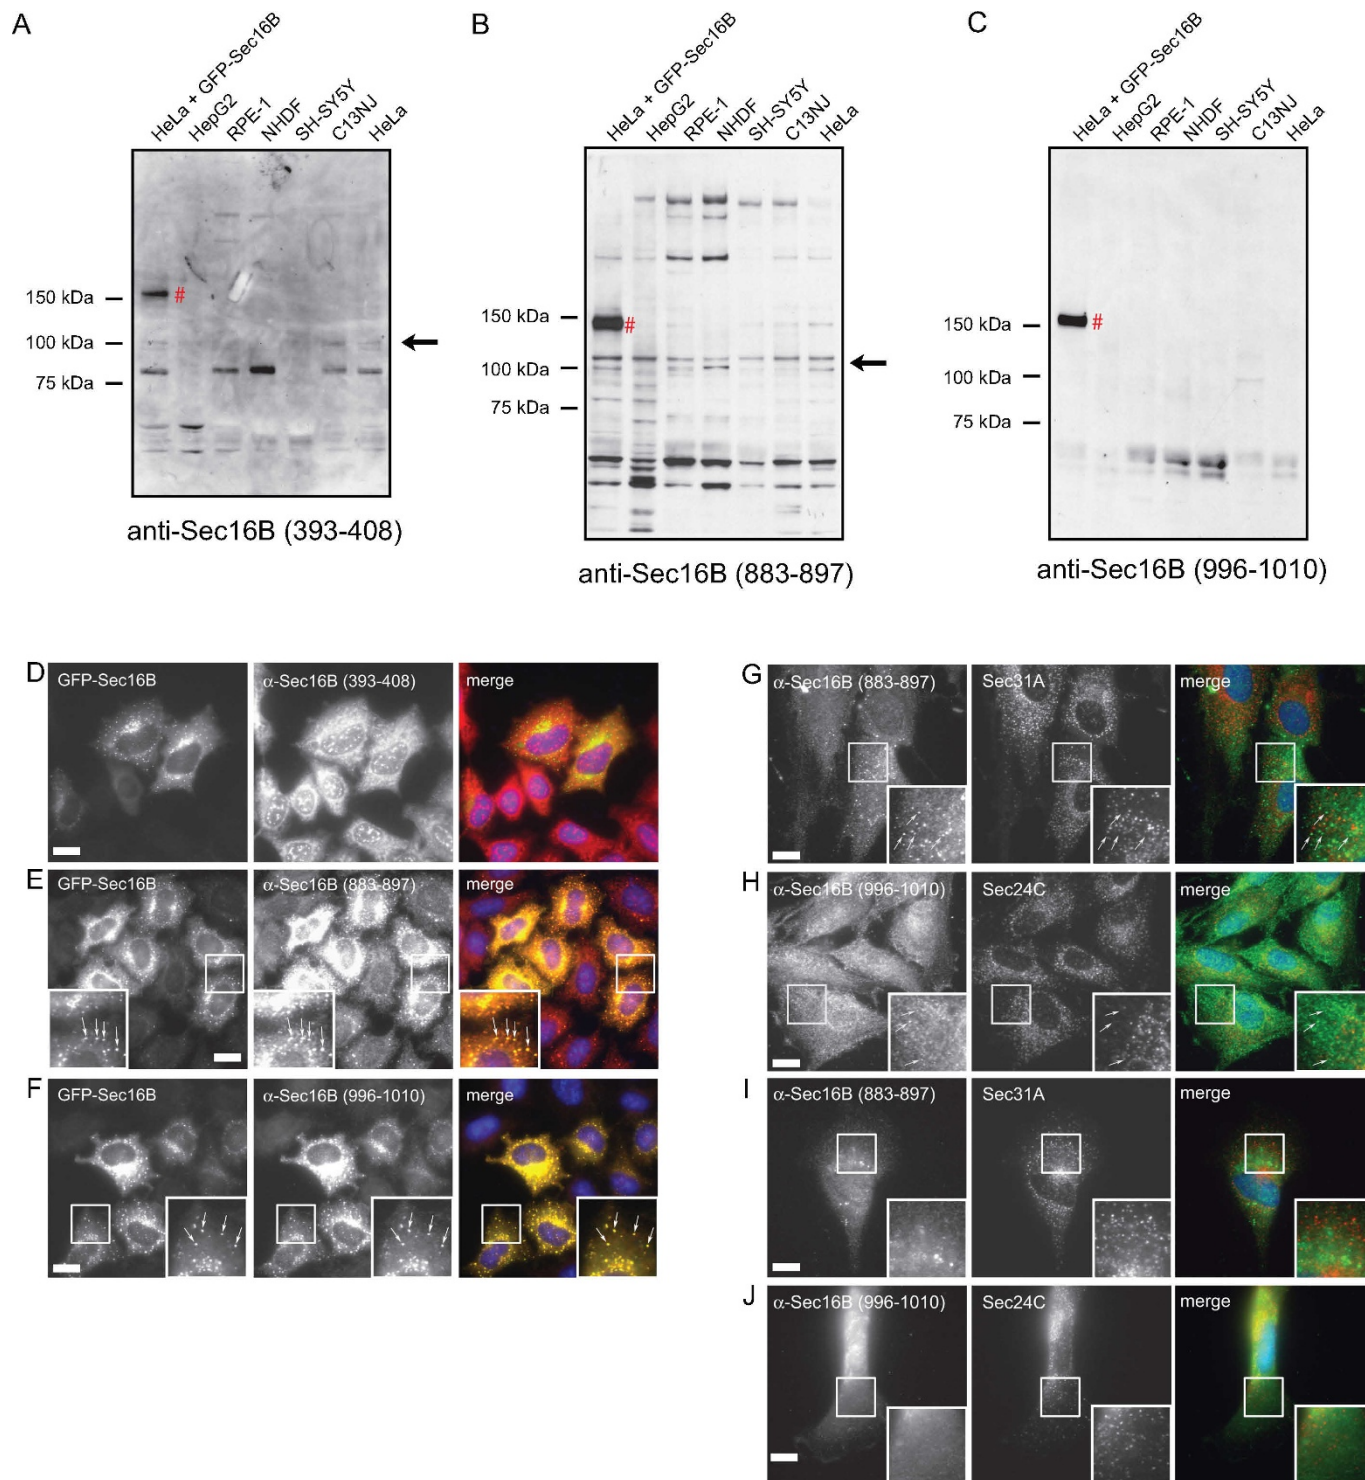 A
HeLa + GFP-Sec16B
HepG2
RPE-1
NHDF
SH-SY5Y
C13NJ
HeLa
150 kDa
#
100 kDa
75 kDa
anti-Sec16B (393-408)
B
HeLa + GFP-Sec16B
HepG2
RPE-1
NHDF
SH-SY5Y
C13NJ
HeLa
150 kDa
#
100 kDa
75 kDa
anti-Sec16B (883-897)
C
HeLa + GFP-Sec16B
HepG2
RPE-1
NHDF
SH-SY5Y
C13NJ
HeLa
150 kDa
#
100 kDa
75 kDa
anti-Sec16B (996-1010)
D
GFP-Sec16B
α-Sec16B (393-408)
merge
E
GFP-Sec16B
α-Sec16B (883-897)
merge
F
GFP-Sec16B
α-Sec16B (996-1010)
merge
G
α-Sec16B (883-897)
Sec31A
merge
H
α-Sec16B (996-1010)
Sec24C
merge
I
α-Sec16B (883-897)
Sec31A
merge
J
α-Sec16B (996-1010)
Sec24C
merge